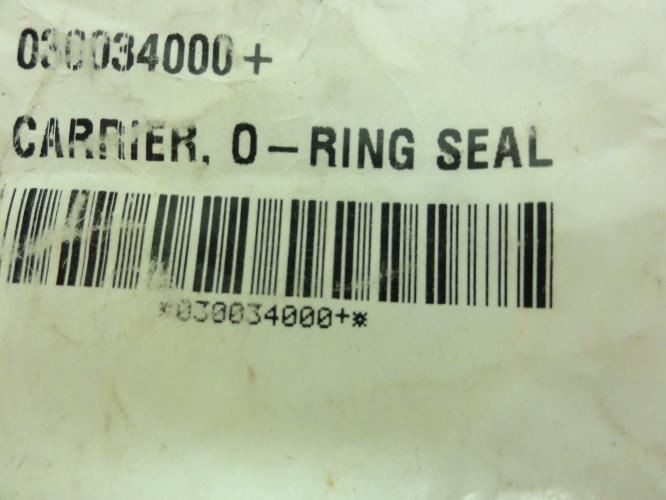 030034000+
CARRIER, O-RING SEAL
*030034000+*